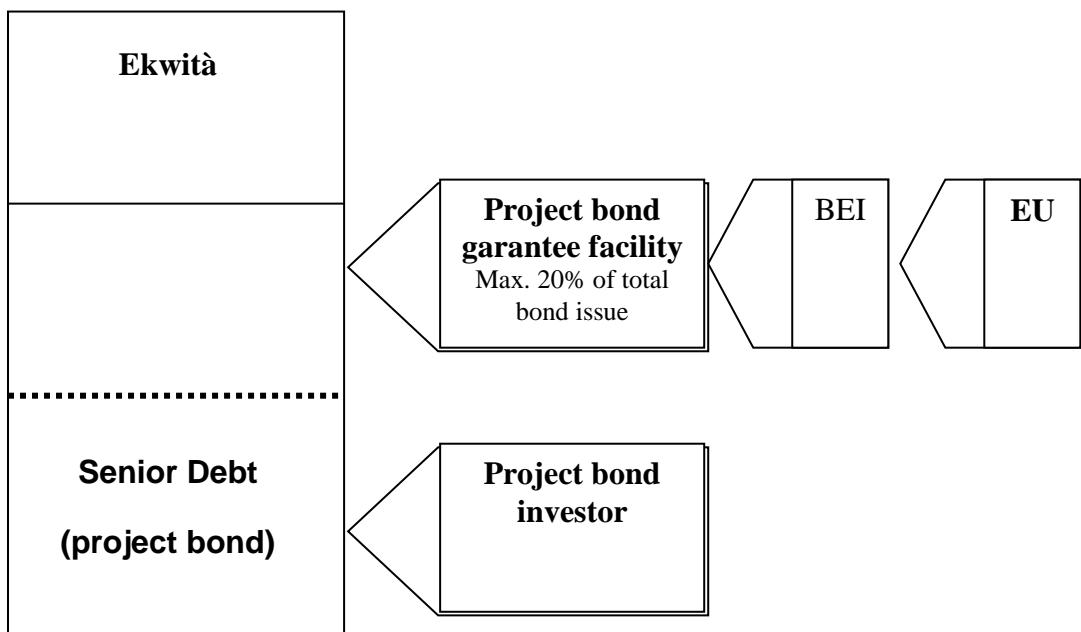 Ekwità
Project bond
garantee facility
Max. 20% of total
bond issue
BEI
EU
Senior Debt
(project bond)
Project bond
investor